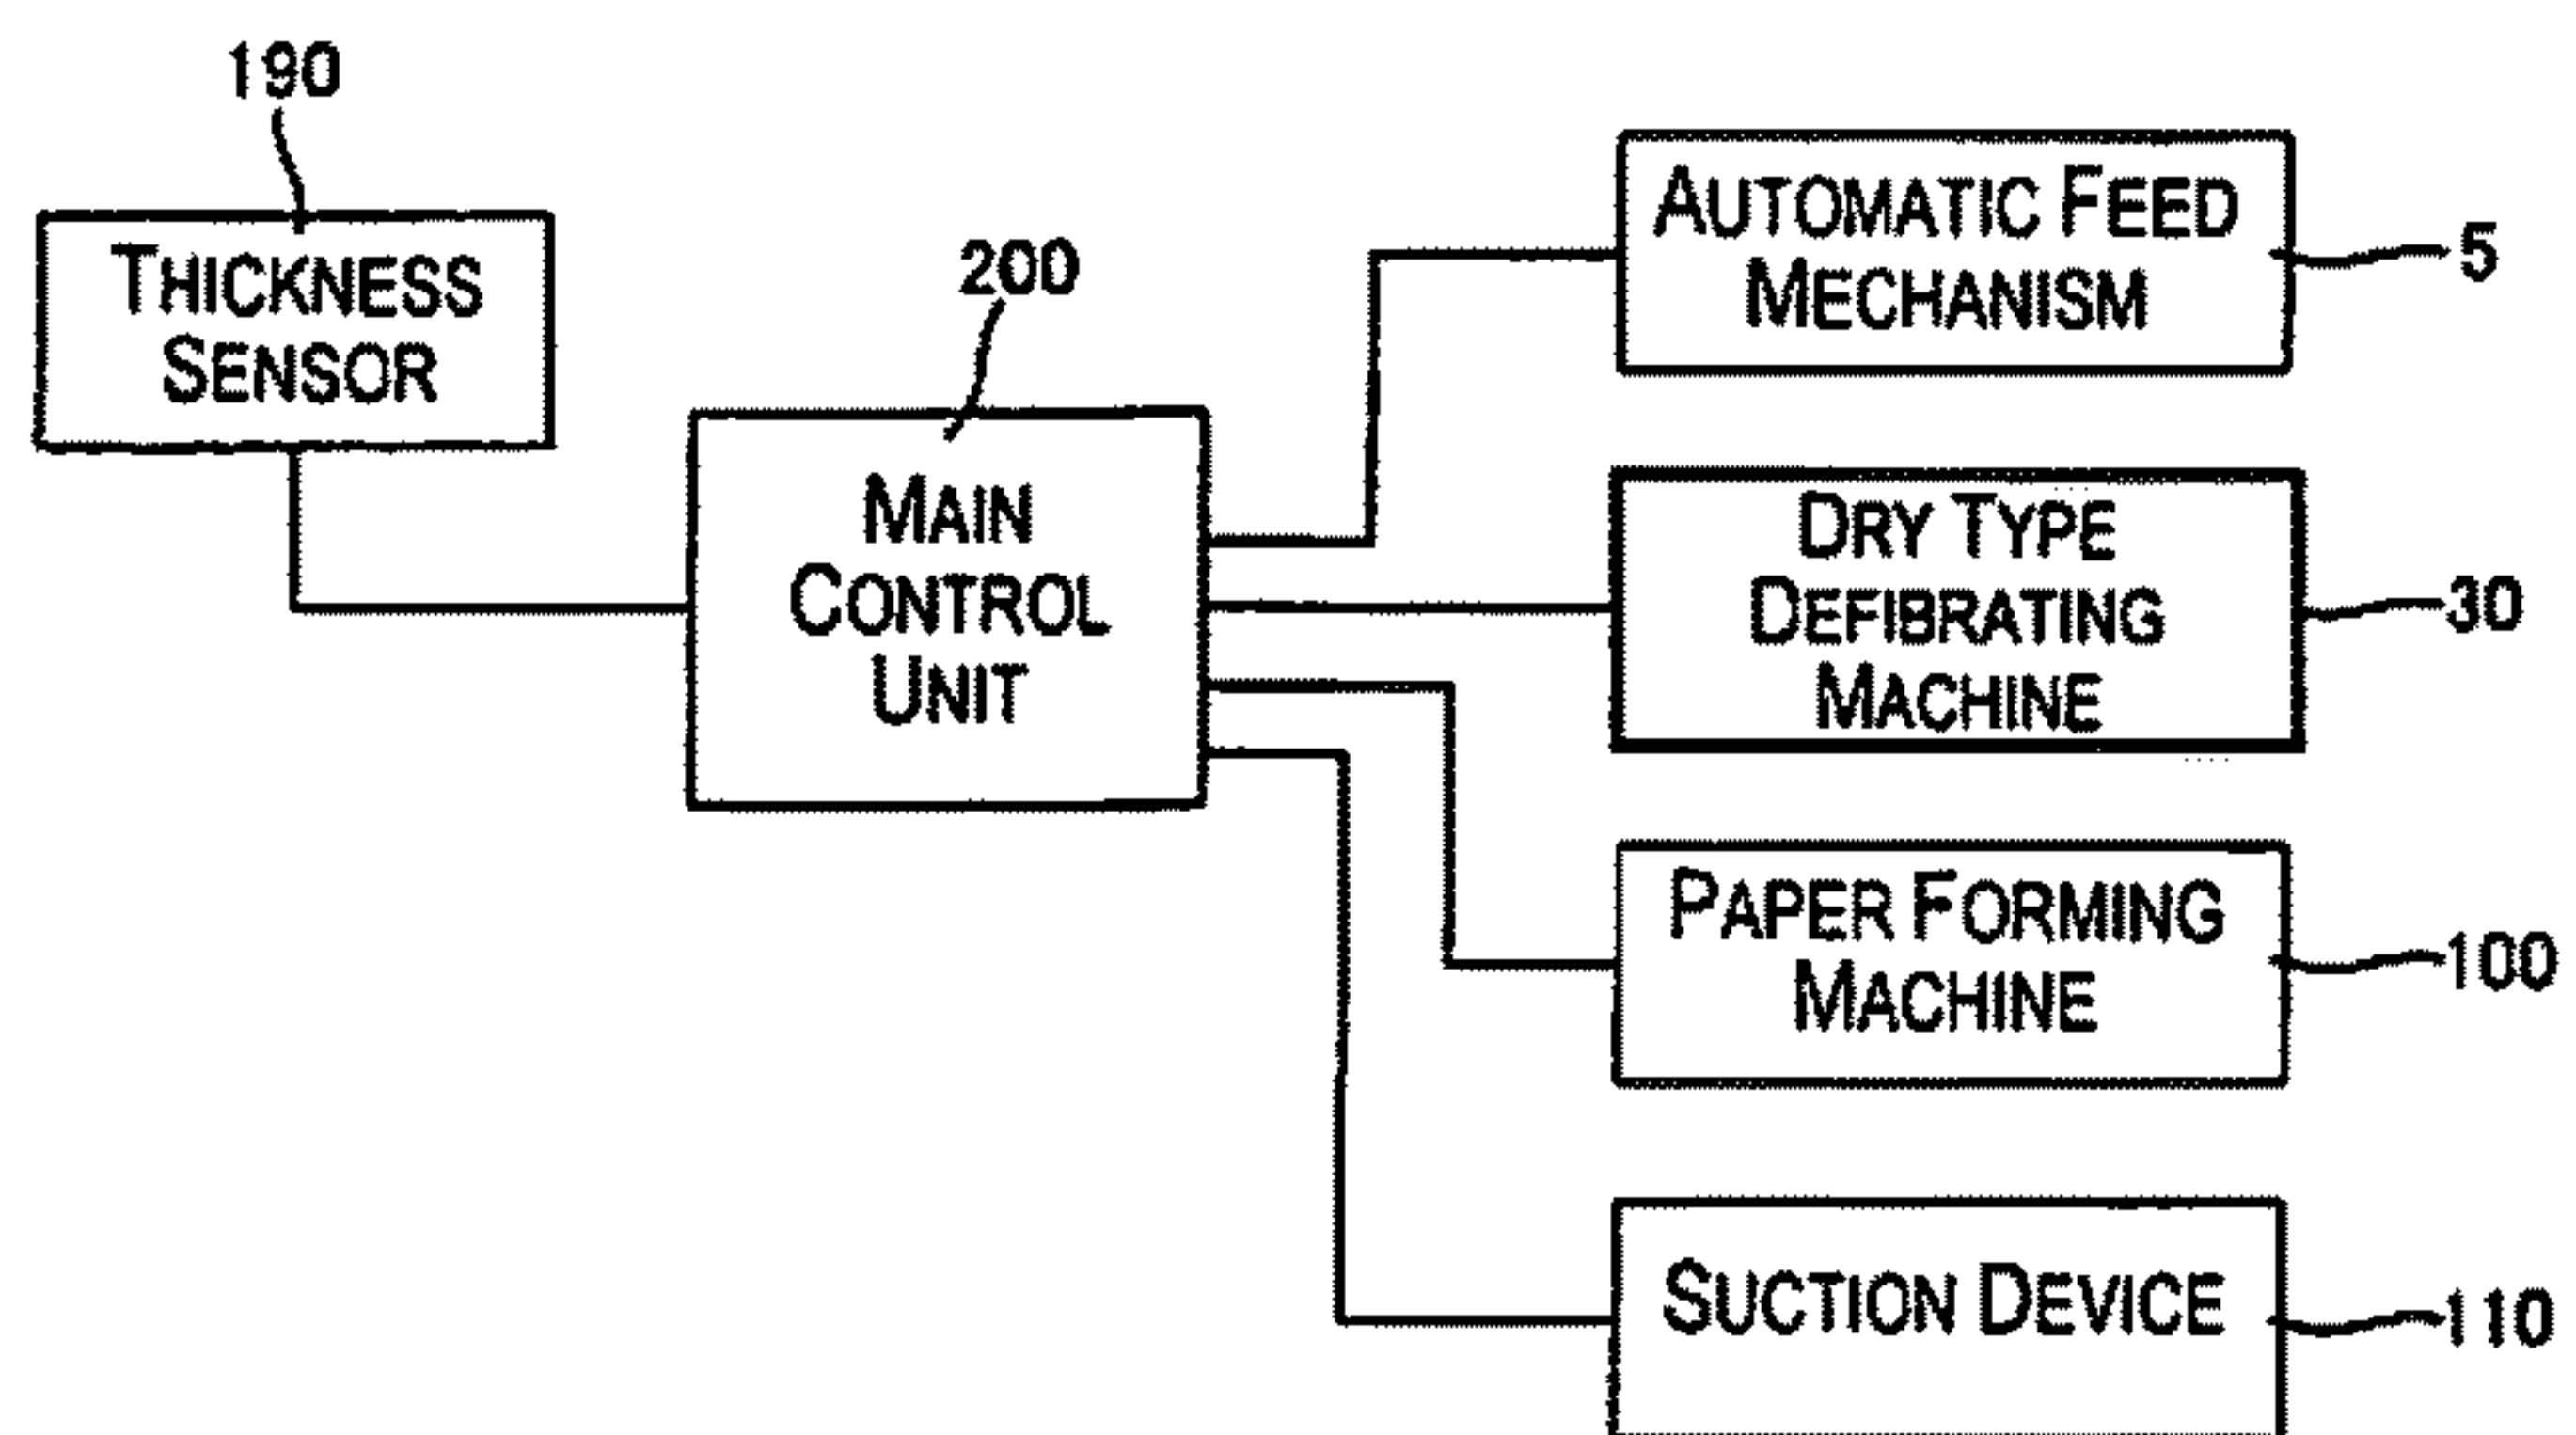 190
THICKNESS
SENSOR
200
MAIN
CONTROL
UNIT
AUTOMATIC FEED
MECHANISM
5
DRY TYPE
DEFIBRATING
MACHINE
30
PAPER FORMING
MACHINE
100
SUCTION DEVICE
110